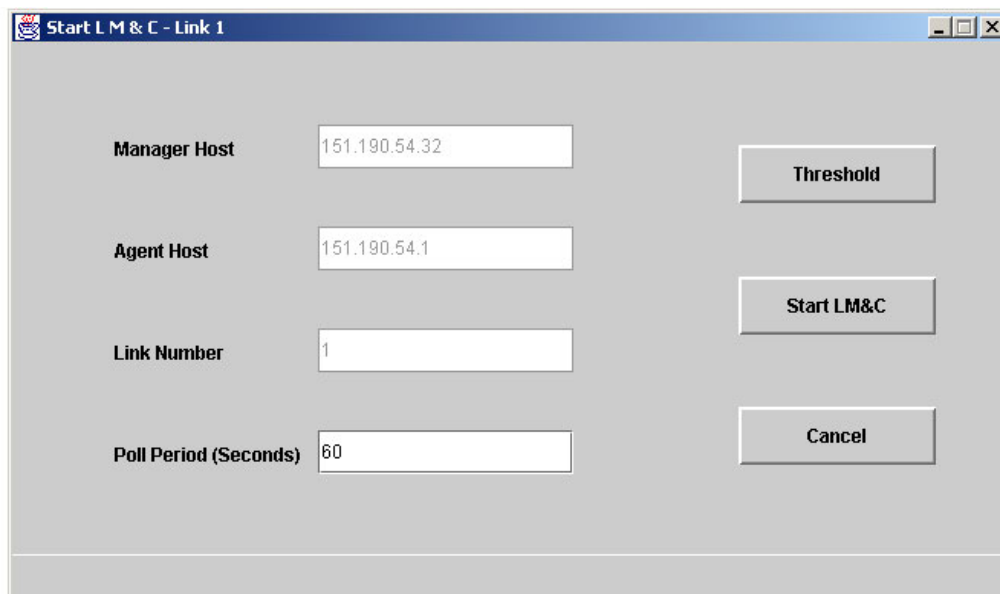 Start L M & C - Link 1
Manager Host 151.190.54.32
Threshold
Agent Host 151.190.54.1
Start LM&C
Link Number 1
Cancel
Poll Period (Seconds) 60